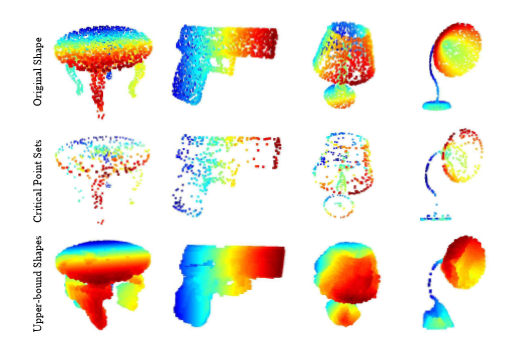 Original Shape
Critical Point Sets
Upper-bound Shapes